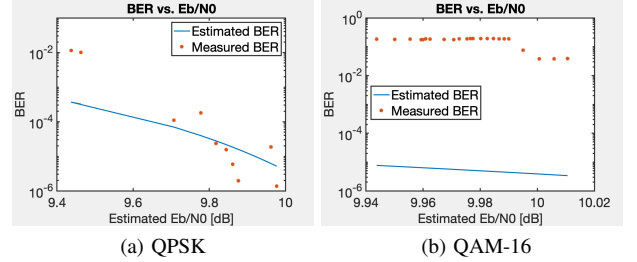 BER vs. Eb/N0
10^-2
10^-4
10^-6
BER
Estimated BER
Measured BER
9.4 9.6 9.8 10
Estimated Eb/N0 [dB]
(a) QPSK
BER vs. Eb/N0
10^0
10^-2
10^-4
10^-6
BER
Estimated BER
Measured BER
9.94 9.96 9.98 10 10.02
Estimated Eb/N0 [dB]
(b) QAM-16